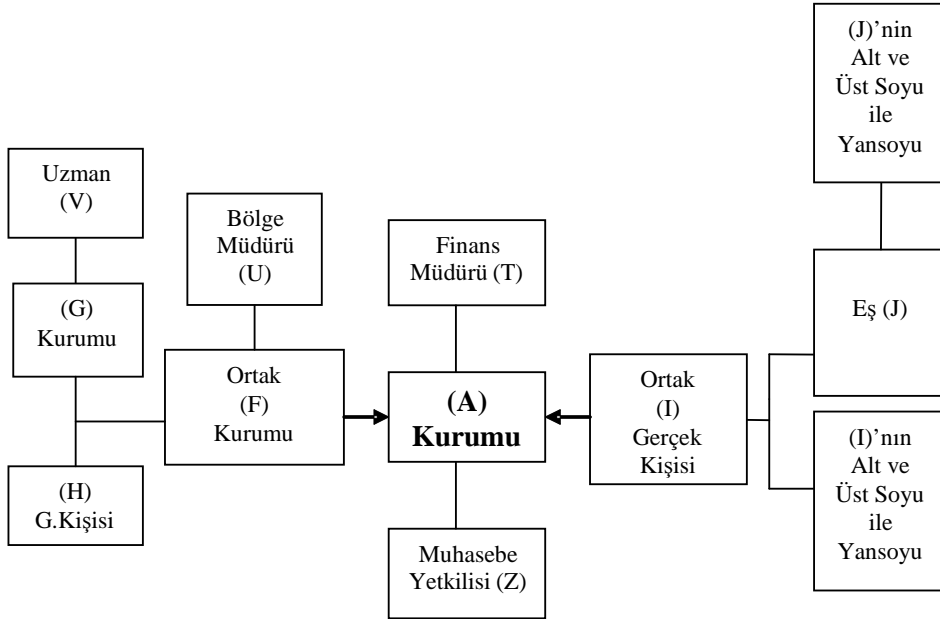 (J)'nin
Alt ve
Üst Soyu
ile
Yansoyu
Uzman
(V)
Bölge
Müdürü
(U)
Finans
Müdürü (T)
(G)
Kurumu
Eş (J)
Ortak
(F)
Kurumu
(A)
Kurumu
Ortak
(I)
Gerçek
Kişisi
(H)
G.Kişisi
(I)'nın
Alt ve
Üst Soyu
ile
Yansoyu
Muhasebe
Yetkilisi (Z)